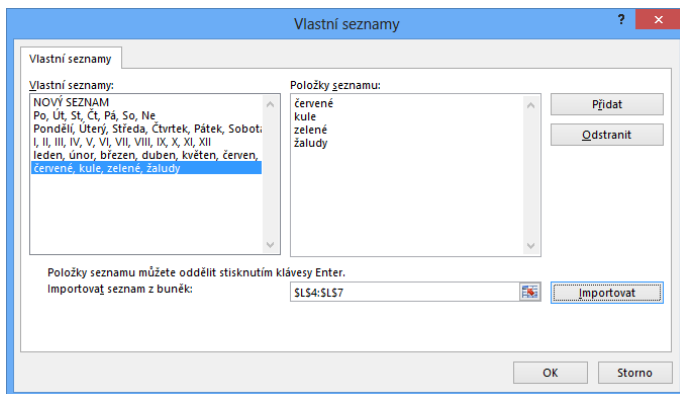 Vlastní seznamy
?
Vlastní seznamy
Vlastní seznamy:
NOVÝ SEZNAM
Po, Út, St, Čt, Pá, So, Ne
Pondělí, Úterý, Středa, Čtvrtek, Pátek, Sobota
I, II, III, IV, V, VI, VII, VIII, IX, X, XI, XII
leden, únor, březen, duben, květen, červen,
červené, kule, zelené, žaludy
Položky seznamu:
červené
kule
zelené
žaludy
Přidat
Odstranit
Položky seznamu můžete oddělit stisknutím klávesy Enter.
Importovat seznam z buněk:
$L$4:$L$7
Importovat
OK
Storno